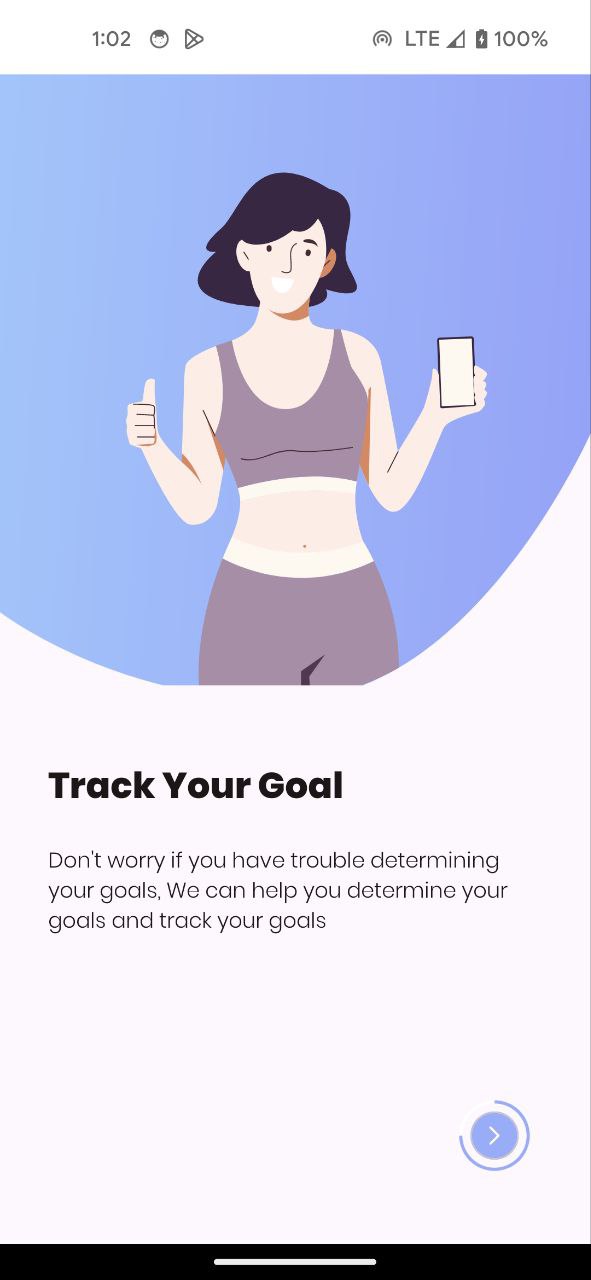 1:02 LTE 100%
Track Your Goal
Don't worry if you have trouble determining
your goals, We can help you determine your
goals and track your goals